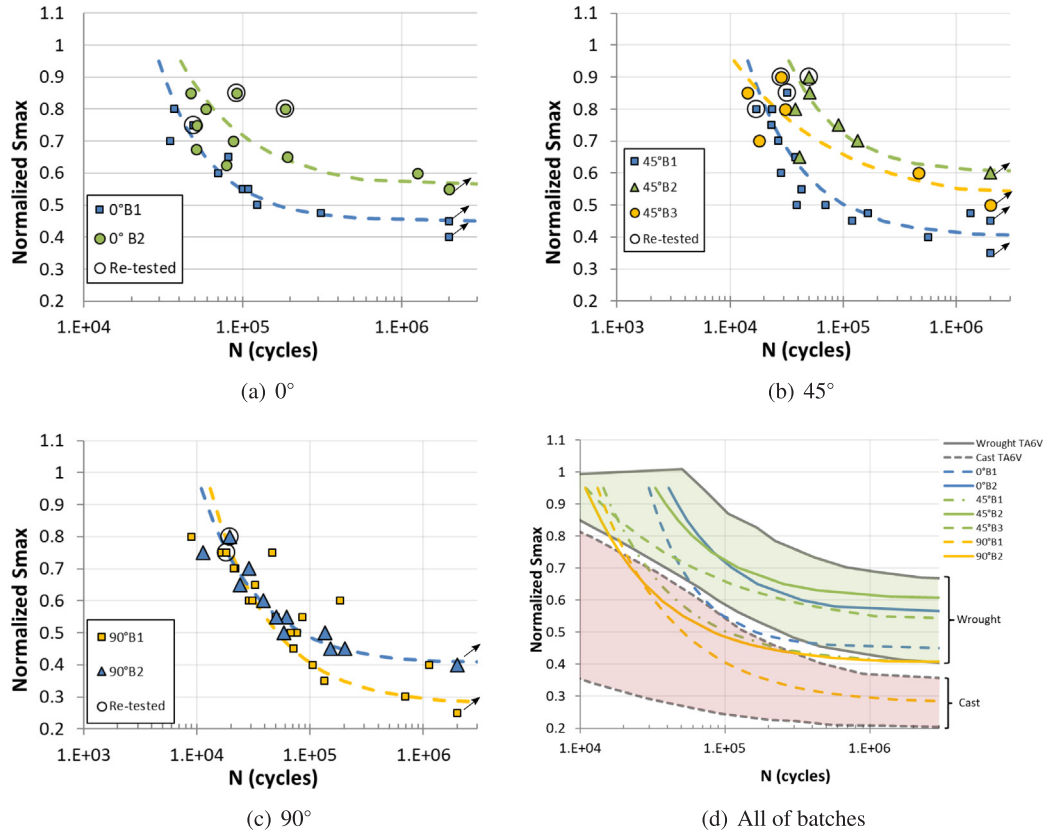 1.1
1
0.9
0.8
0.7
0.6
0.5
0.4
0.3
0.2
Normalized Smax
0°B1
0° B2
Re-tested
1.E+04 1.E+05 1.E+06
N (cycles)
(a) 0°
1.1
1
0.9
0.8
0.7
0.6
0.5
0.4
0.3
0.2
Normalized Smax
45°B1
45°B2
45°B3
Re-tested
1.E+03 1.E+04 1.E+05 1.E+06
N (cycles)
(b) 45°
1.1
1
0.9
0.8
0.7
0.6
0.5
0.4
0.3
0.2
Normalized Smax
90°B1
90°B2
Re-tested
1.E+03 1.E+04 1.E+05 1.E+06
N (cycles)
(c) 90°
1.1
1
0.9
0.8
0.7
0.6
0.5
0.4
0.3
0.2
Normalized Smax
Wrought TA6V
Cast TA6V
0°B1
0°B2
45°B1
45°B2
45°B3
90°B1
90°B2
Wrought
Cast
1.E+04 1.E+05 1.E+06
N (cycles)
(d) All of batches